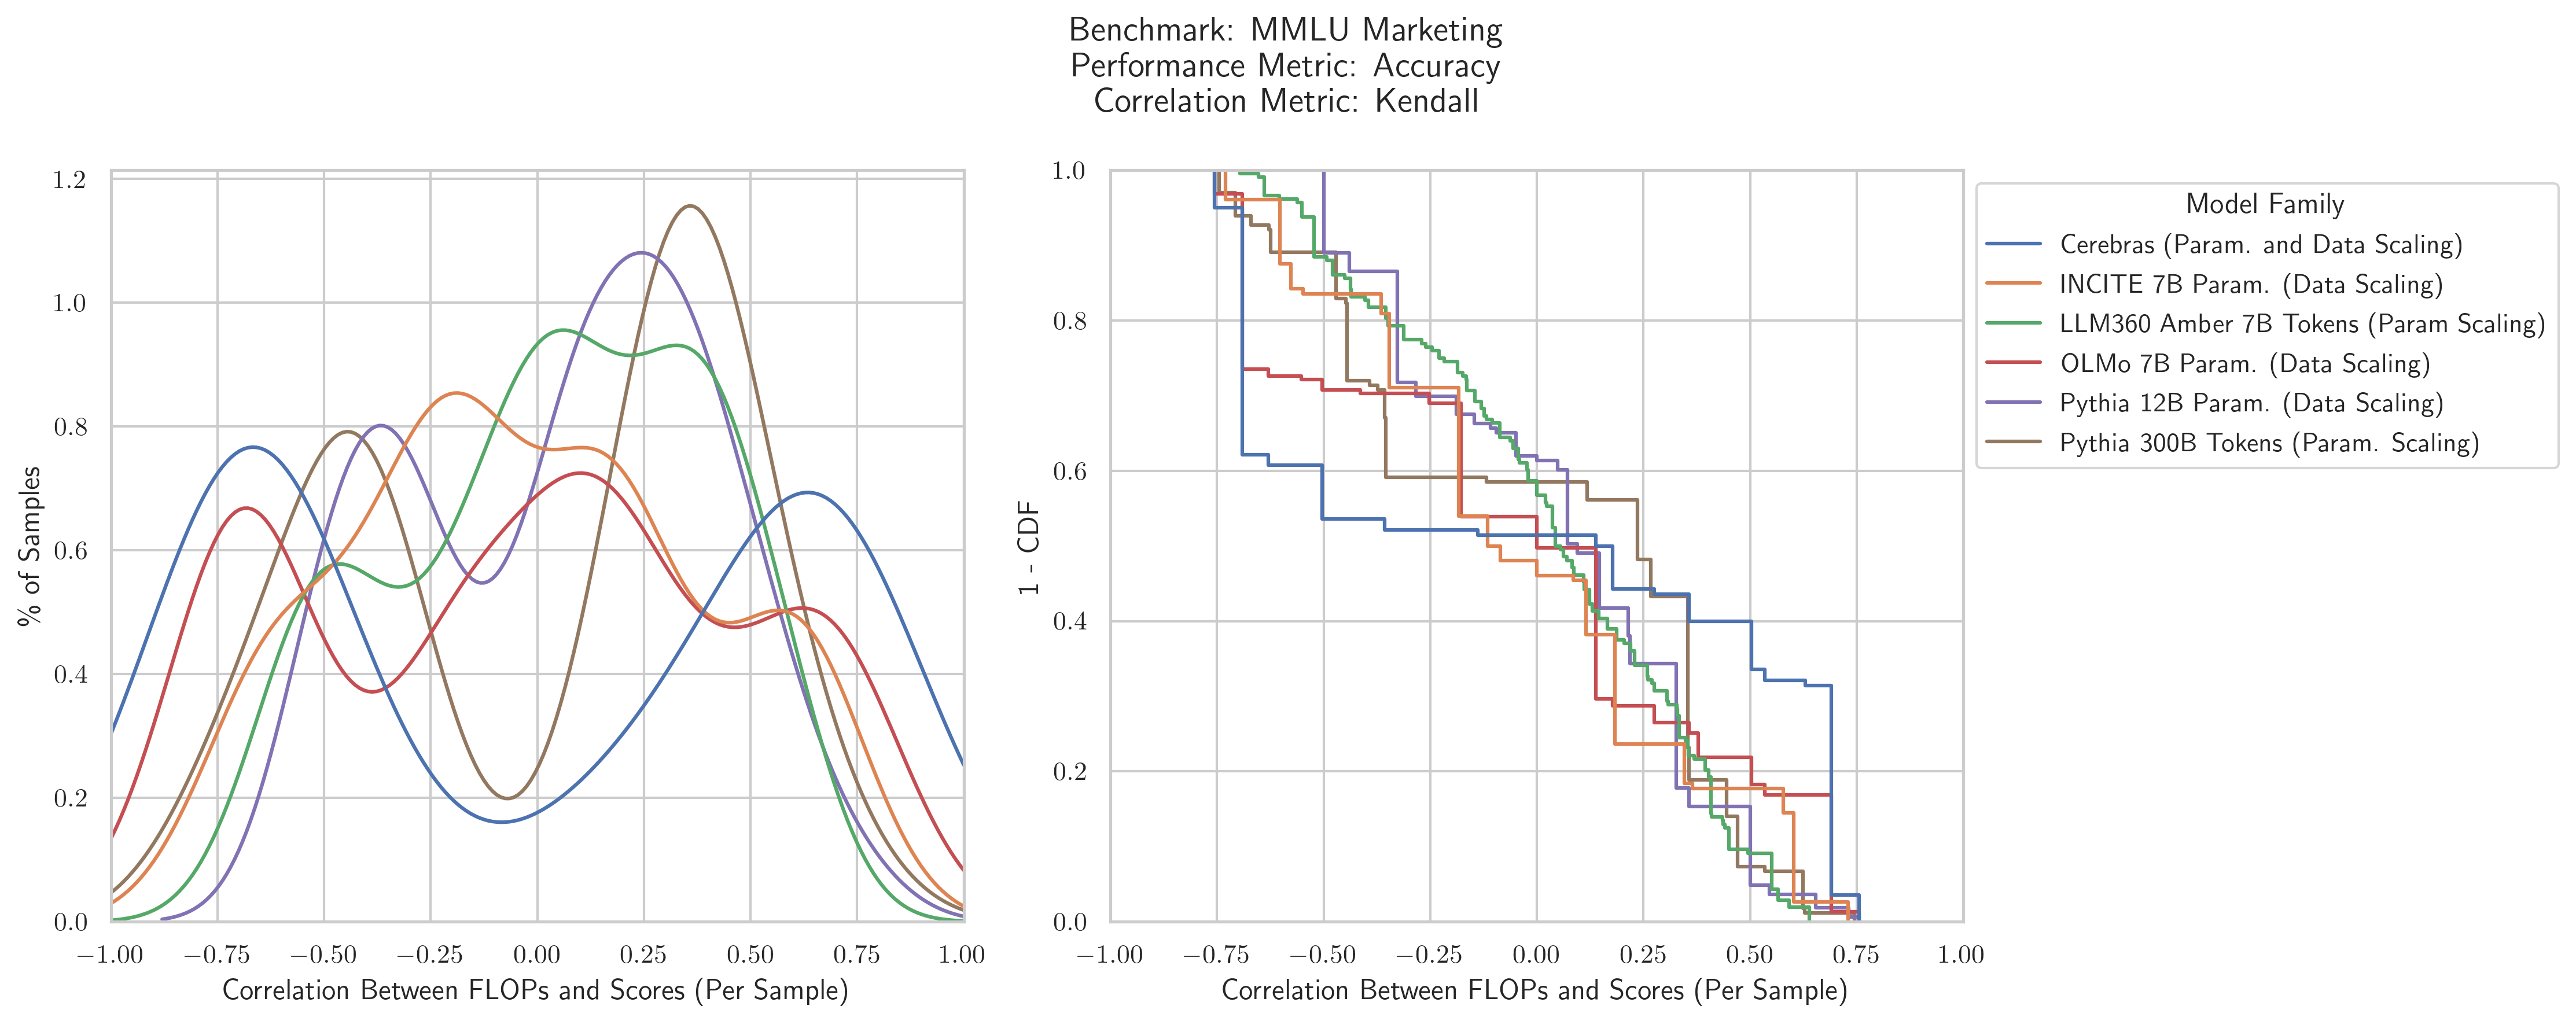 Benchmark: MMLU Marketing
Performance Metric: Accuracy
Correlation Metric: Kendall
% of Samples
1.2
1.0
0.8
0.6
0.4
0.2
0.0
−1.00 −0.75 −0.50 −0.25 0.00 0.25 0.50 0.75 1.00
Correlation Between FLOPs and Scores (Per Sample)
1 - CDF
1.0
0.8
0.6
0.4
0.2
0.0
−1.00 −0.75 −0.50 −0.25 0.00 0.25 0.50 0.75 1.00
Correlation Between FLOPs and Scores (Per Sample)
Model Family
Cerebras (Param. and Data Scaling)
INCITE 7B Param. (Data Scaling)
LLM360 Amber 7B Tokens (Param Scaling)
OLMo 7B Param. (Data Scaling)
Pythia 12B Param. (Data Scaling)
Pythia 300B Tokens (Param. Scaling)